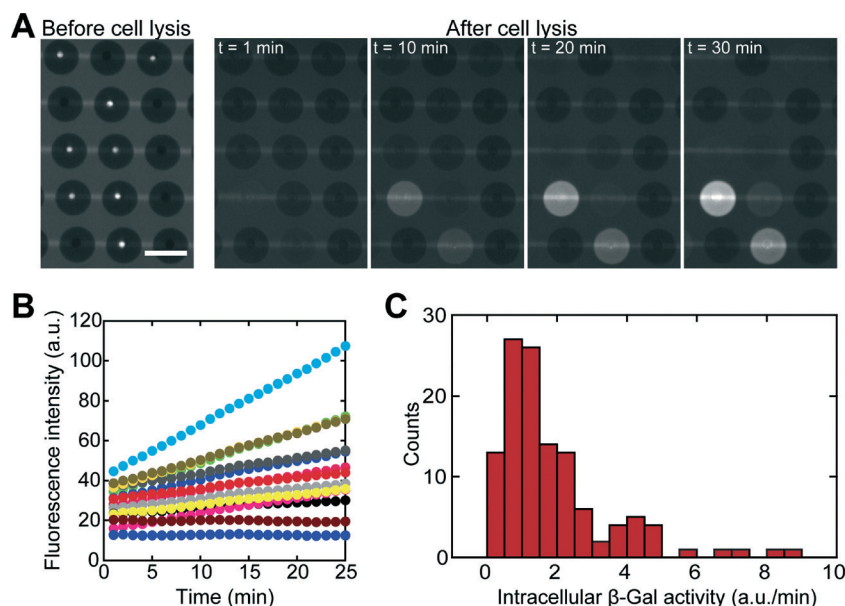 A
Before cell lysis
After cell lysis
t = 1 min
t = 10 min
t = 20 min
t = 30 min
B
120
100
80
60
40
20
0
0
5
10
15
20
25
Fluorescence intensity (a.u.)
Time (min)
C
30
20
10
0
0
2
4
6
8
10
Counts
Intracellular β-Gal activity (a.u./min)